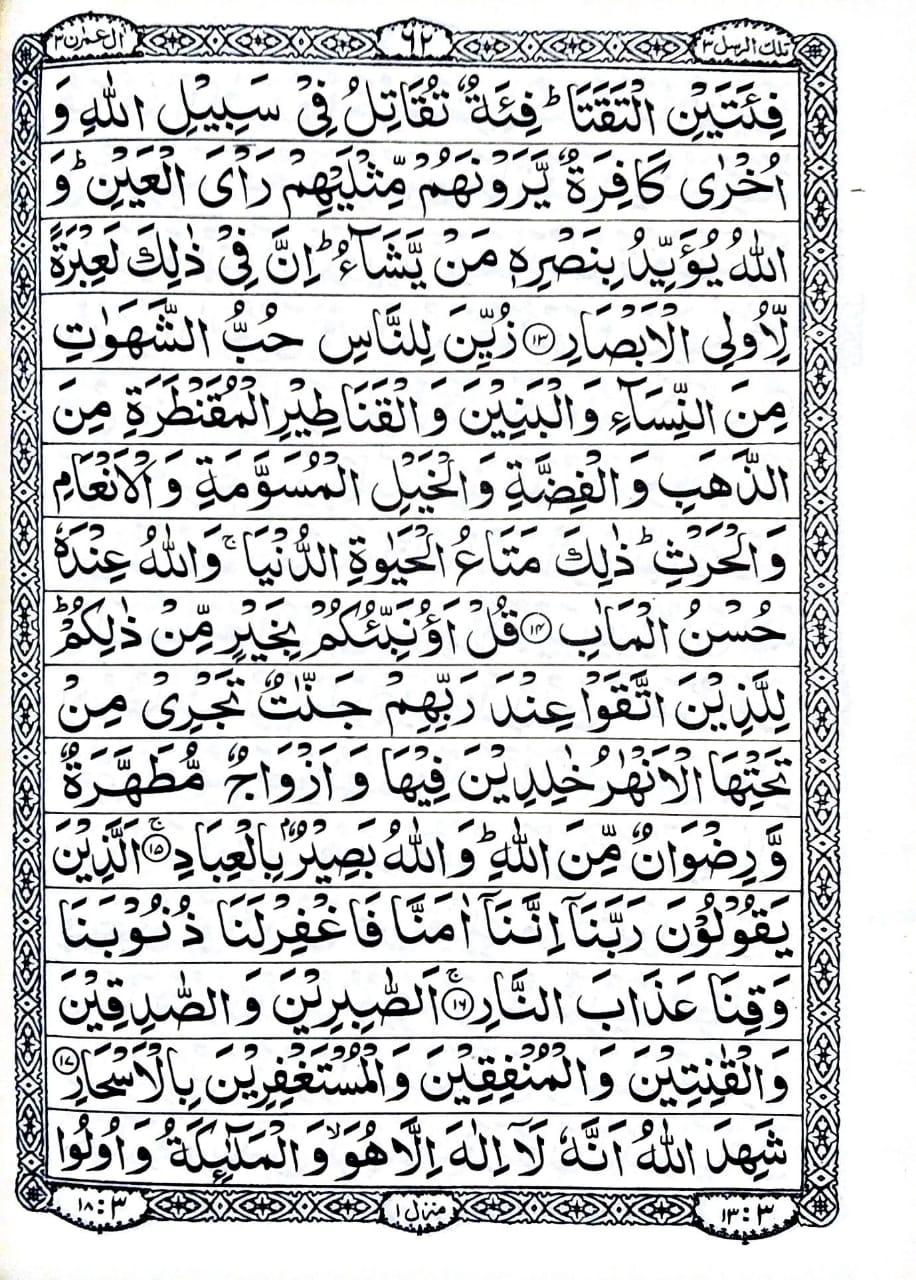 اٰل عمرٰن ٣
٦٢
تلك الرسل ٣
فِئَتَيْنِ الْتَقَتَا ؕ فِئَةٌ تُقَاتِلُ فِیْ سَبِيْلِ اللّٰهِ وَ
اُخْرٰى كَافِرَةٌ يَّرَوْنَهُمْ مِّثْلَيْهِمْ رَاْىَ الْعَيْنِ ؕ وَ
اللّٰهُ يُؤَيِّدُ بِنَصْرِهٖ مَنْ يَّشَآءُ ؕ اِنَّ فِیْ ذٰلِكَ لَعِبْرَةً
لِّاُولِی الْاَبْصَارِ ﴿۱۳﴾ زُيِّنَ لِلنَّاسِ حُبُّ الشَّهَوٰتِ
مِنَ النِّسَآءِ وَالْبَنِيْنَ وَالْقَنَاطِيْرِ الْمُقَنْطَرَةِ مِنَ
الذَّهَبِ وَالْفِضَّةِ وَالْخَيْلِ الْمُسَوَّمَةِ وَالْاَنْعَامِ
وَالْحَرْثِ ؕ ذٰلِكَ مَتَاعُ الْحَيٰوةِ الدُّنْيَا ۚ وَاللّٰهُ عِنْدَهٗ
حُسْنُ الْمَاٰبِ ﴿۱۴﴾ قُلْ اَؤُنَبِّئُكُمْ بِخَيْرٍ مِّنْ ذٰلِكُمْ ؕ
لِلَّذِيْنَ اتَّقَوْا عِنْدَ رَبِّهِمْ جَنّٰتٌ تَجْرِیْ مِنْ
تَحْتِهَا الْاَنْهٰرُ خٰلِدِيْنَ فِيْهَا وَ اَزْوَاجٌ مُّطَهَّرَةٌ
وَّرِضْوَانٌ مِّنَ اللّٰهِ ؕ وَاللّٰهُ بَصِيْرٌۢ بِالْعِبَادِ ﴿۱۵﴾ۚ اَلَّذِيْنَ
يَقُوْلُوْنَ رَبَّنَآ اِنَّنَآ اٰمَنَّا فَاغْفِرْلَنَا ذُنُوْبَنَا
وَقِنَا عَذَابَ النَّارِ ﴿۱۶﴾ۚ اَلصّٰبِرِيْنَ وَالصّٰدِقِيْنَ
وَالْقٰنِتِيْنَ وَالْمُنْفِقِيْنَ وَالْمُسْتَغْفِرِيْنَ بِالْاَسْحَارِ ﴿۱۷﴾
شَهِدَ اللّٰهُ اَنَّهٗ لَآ اِلٰهَ اِلَّا هُوَ ۙ وَالْمَلٰٓئِكَةُ وَاُولُوا
۳:۱۸
منزل ۱
۳:۱۳